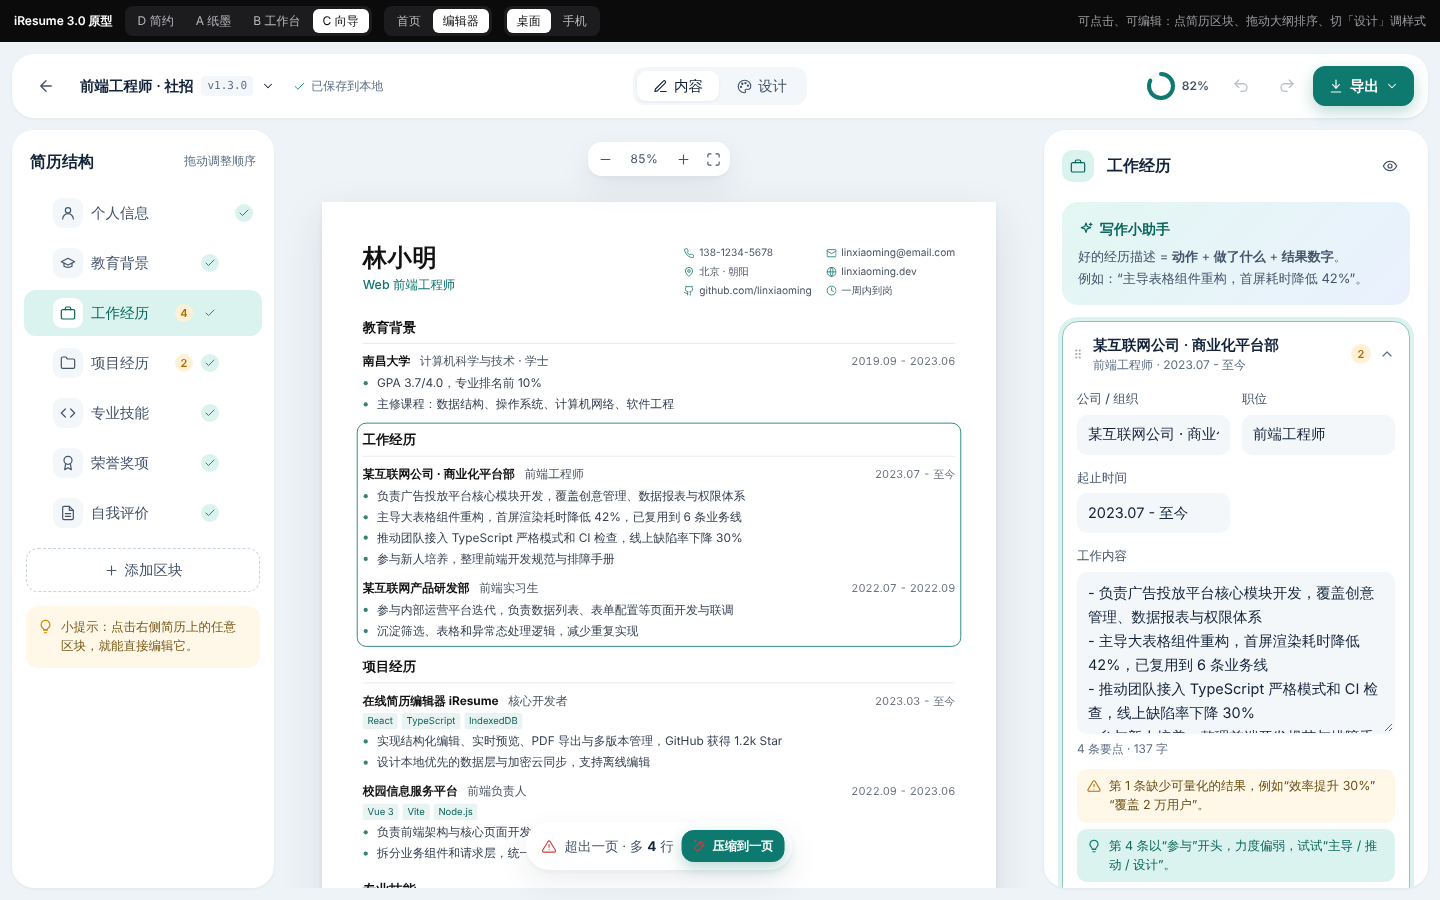 iResume 3.0 原型
D 简约
A 纸墨
B 工作台
C 向导
首页
编辑器
桌面
手机
可点击、可编辑：点简历区块、拖动大纲排序、切「设计」调样式
前端工程师 · 社招
v1.3.0
已保存到本地
内容
设计
82%
导出
简历结构
拖动调整顺序
个人信息
教育背景
工作经历
4
项目经历
2
专业技能
荣誉奖项
自我评价
添加区块
小提示：点击右侧简历上的任意
区块，就能直接编辑它。
85%
林小明
Web 前端工程师
138-1234-5678
linxiaoming@email.com
北京 · 朝阳
linxiaoming.dev
github.com/linxiaoming
一周内到岗
教育背景
南昌大学 计算机科学与技术 · 学士
2019.09 - 2023.06
GPA 3.7/4.0，专业排名前 10%
主修课程：数据结构、操作系统、计算机网络、软件工程
工作经历
某互联网公司 · 商业化平台部 前端工程师
2023.07 - 至今
负责广告投放平台核心模块开发，覆盖创意管理、数据报表与权限体系
主导大表格组件重构，首屏渲染耗时降低 42%，已复用到 6 条业务线
推动团队接入 TypeScript 严格模式和 CI 检查，线上缺陷率下降 30%
参与新人培养，整理前端开发规范与排障手册
某互联网产品研发部 前端实习生
2022.07 - 2022.09
参与内部运营平台迭代，负责数据列表、表单配置等页面开发与联调
沉淀筛选、表格和异常态处理逻辑，减少重复实现
项目经历
在线简历编辑器 iResume 核心开发者
2023.03 - 至今
React
TypeScript
IndexedDB
实现结构化编辑、实时预览、PDF 导出与多版本管理，GitHub 获得 1.2k Star
设计本地优先的数据层与加密云同步，支持离线编辑
校园信息服务平台 前端负责人
2022.09 - 2023.06
Vue 3
Vite
Node.js
负责前端架构与核心页面开发
拆分业务组件和请求层，统一
超出一页 · 多 4 行
压缩到一页
专业技能
工作经历
写作小助手
好的经历描述 = 动作 + 做了什么 + 结果数字。
例如：“主导表格组件重构，首屏耗时降低 42%”。
某互联网公司 · 商业化平台部
前端工程师 · 2023.07 - 至今
2
公司 / 组织
职位
某互联网公司 · 商业
前端工程师
起止时间
2023.07 - 至今
工作内容
- 负责广告投放平台核心模块开发，覆盖创意
管理、数据报表与权限体系
- 主导大表格组件重构，首屏渲染耗时降低
42%，已复用到 6 条业务线
- 推动团队接入 TypeScript 严格模式和 CI 检
查，线上缺陷率下降 30%
- 参与新人培养，整理前端开发规范与排障手
4 条要点 · 137 字
第 1 条缺少可量化的结果，例如“效率提升 30%”
“覆盖 2 万用户”。
第 4 条以“参与”开头，力度偏弱，试试“主导 / 推
动 / 设计”。